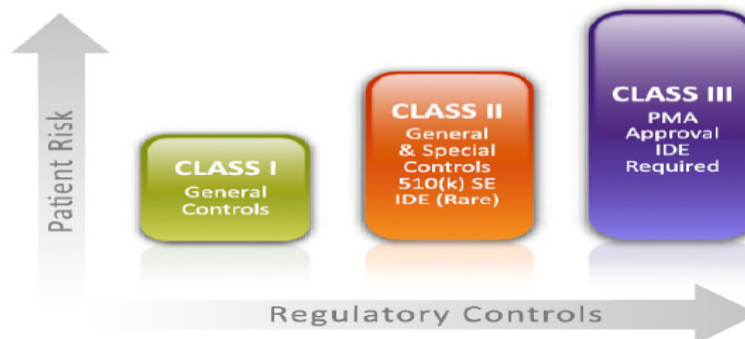 Patient Risk
CLASS I
General
Controls
CLASS II
General
& Special
Controls
510(k) SE
IDE (Rare)
CLASS III
PMA
Approval
IDE
Required
Regulatory Controls